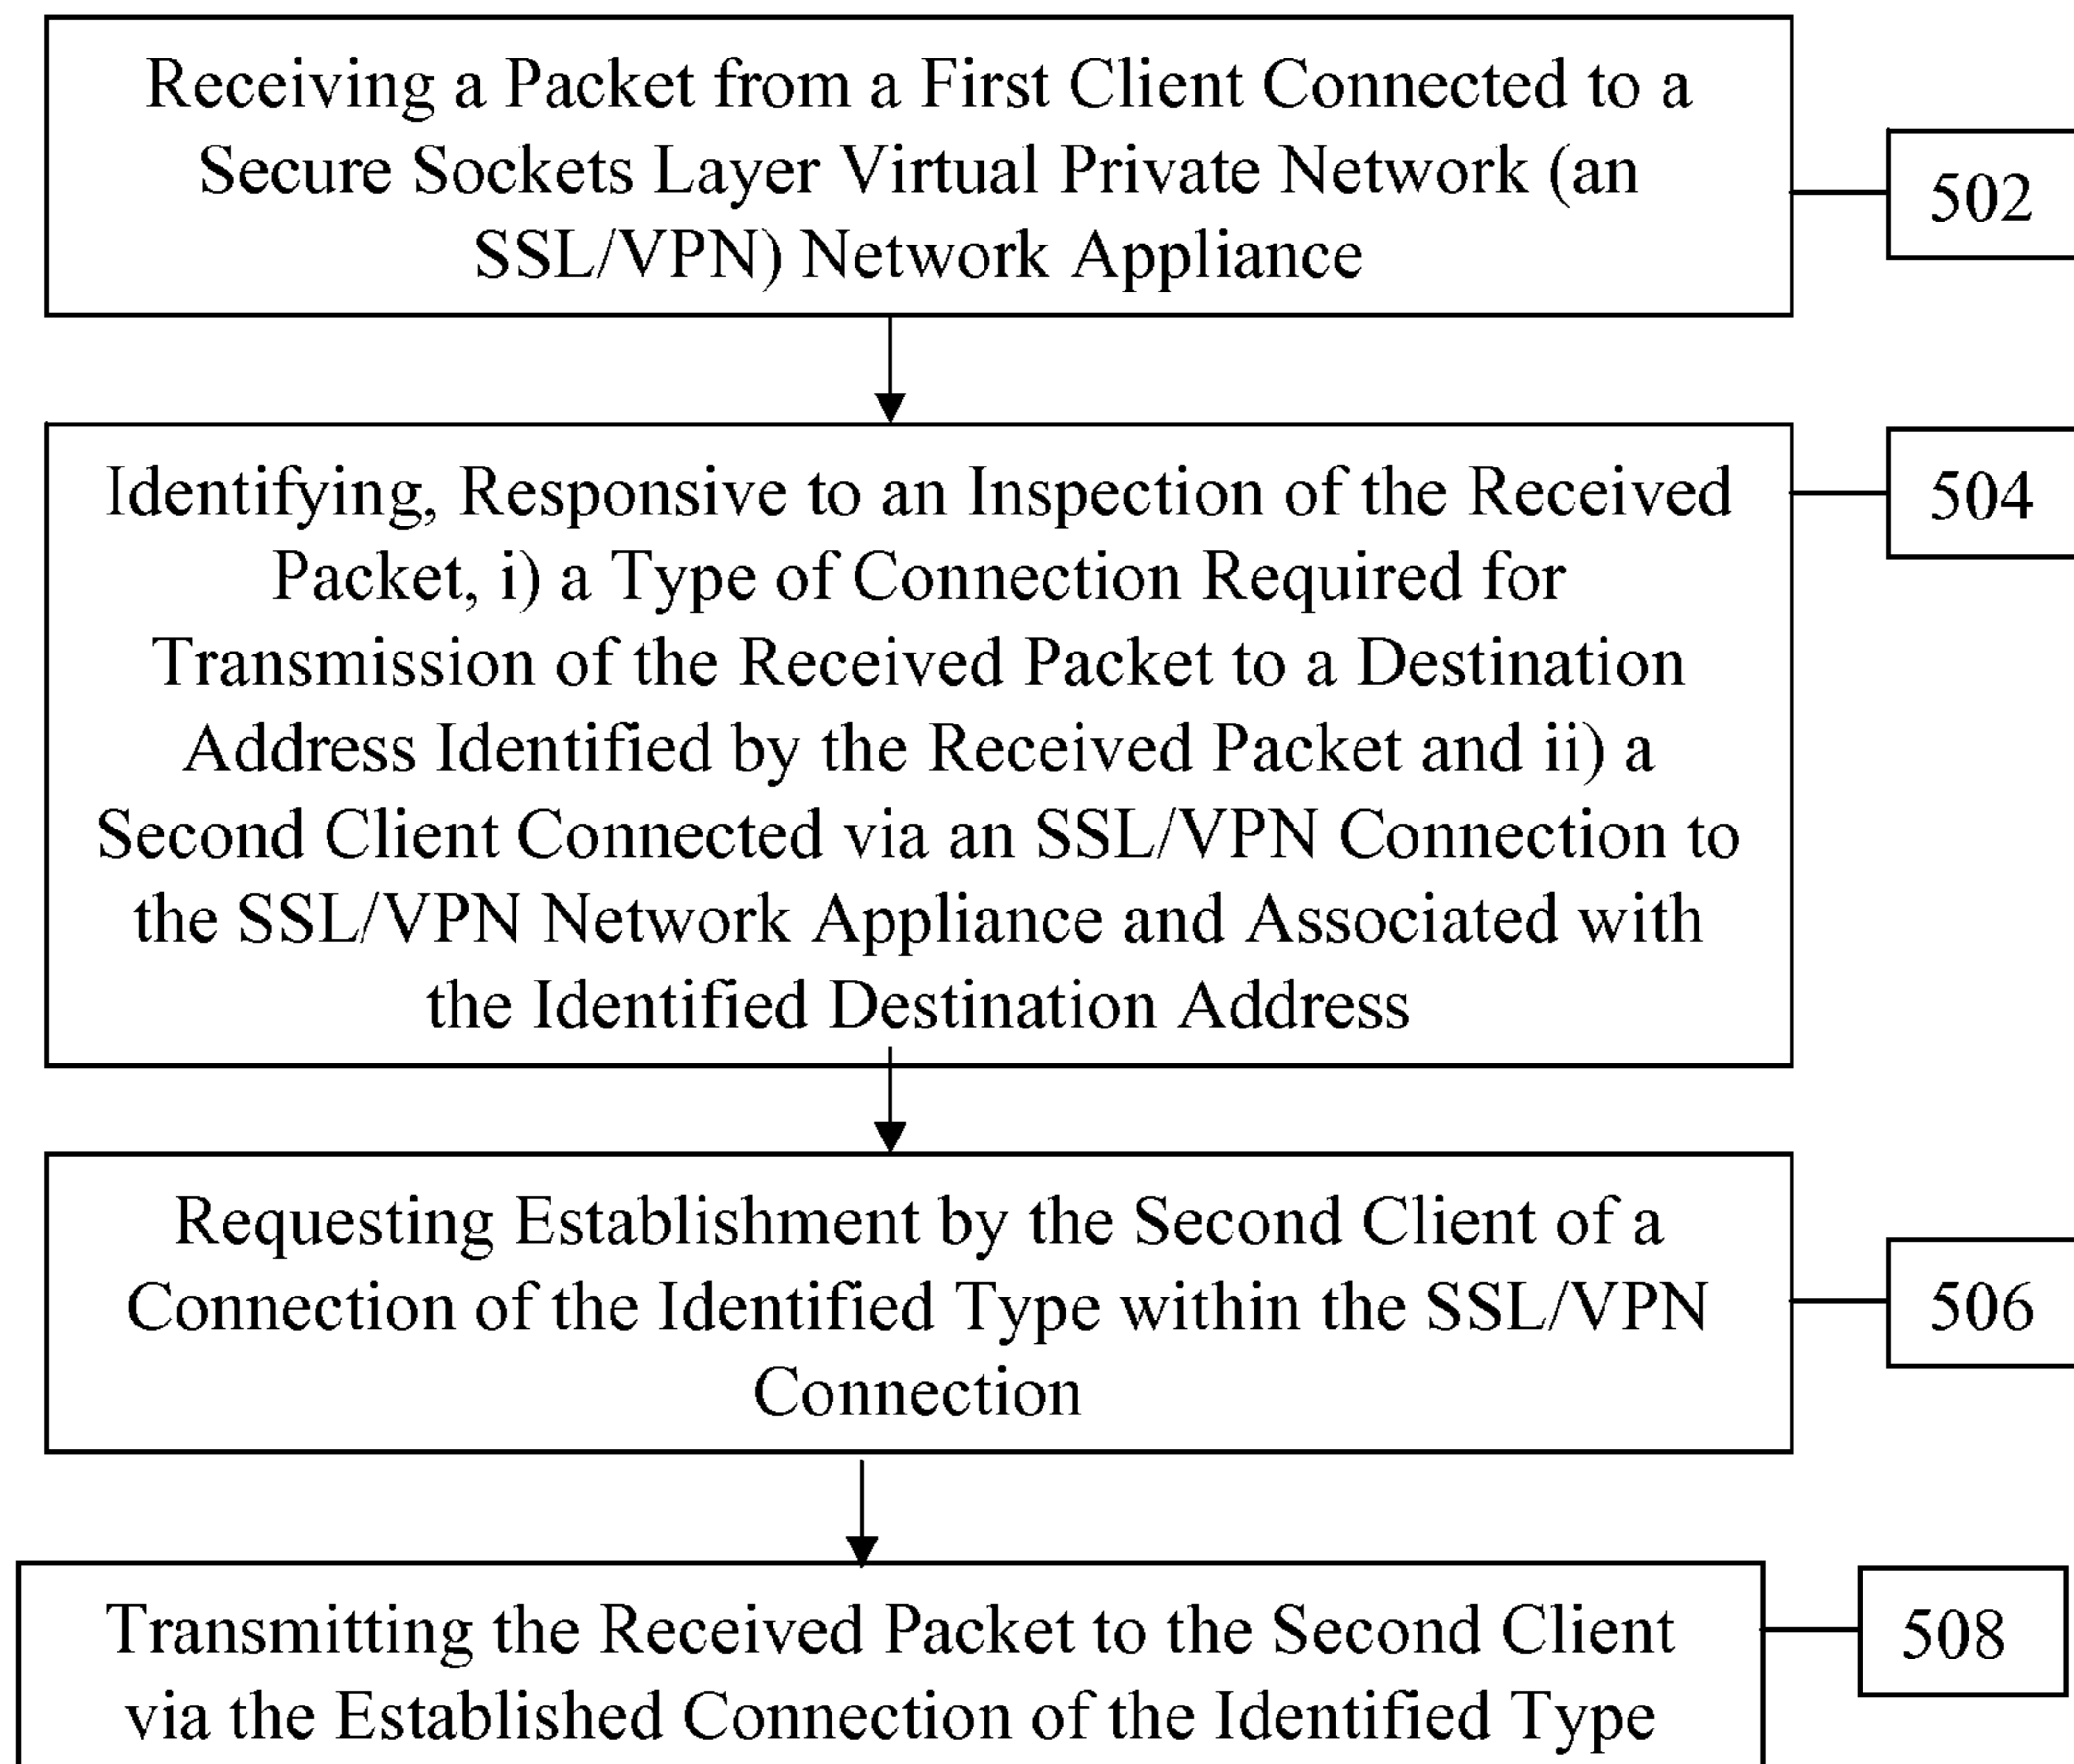 Receiving a Packet from a First Client Connected to a
Secure Sockets Layer Virtual Private Network (an
SSL/VPN) Network Appliance
502
Identifying, Responsive to an Inspection of the Received
Packet, i) a Type of Connection Required for
Transmission of the Received Packet to a Destination
Address Identified by the Received Packet and ii) a
Second Client Connected via an SSL/VPN Connection to
the SSL/VPN Network Appliance and Associated with
the Identified Destination Address
504
Requesting Establishment by the Second Client of a
Connection of the Identified Type within the SSL/VPN
Connection
506
Transmitting the Received Packet to the Second Client
via the Established Connection of the Identified Type
508